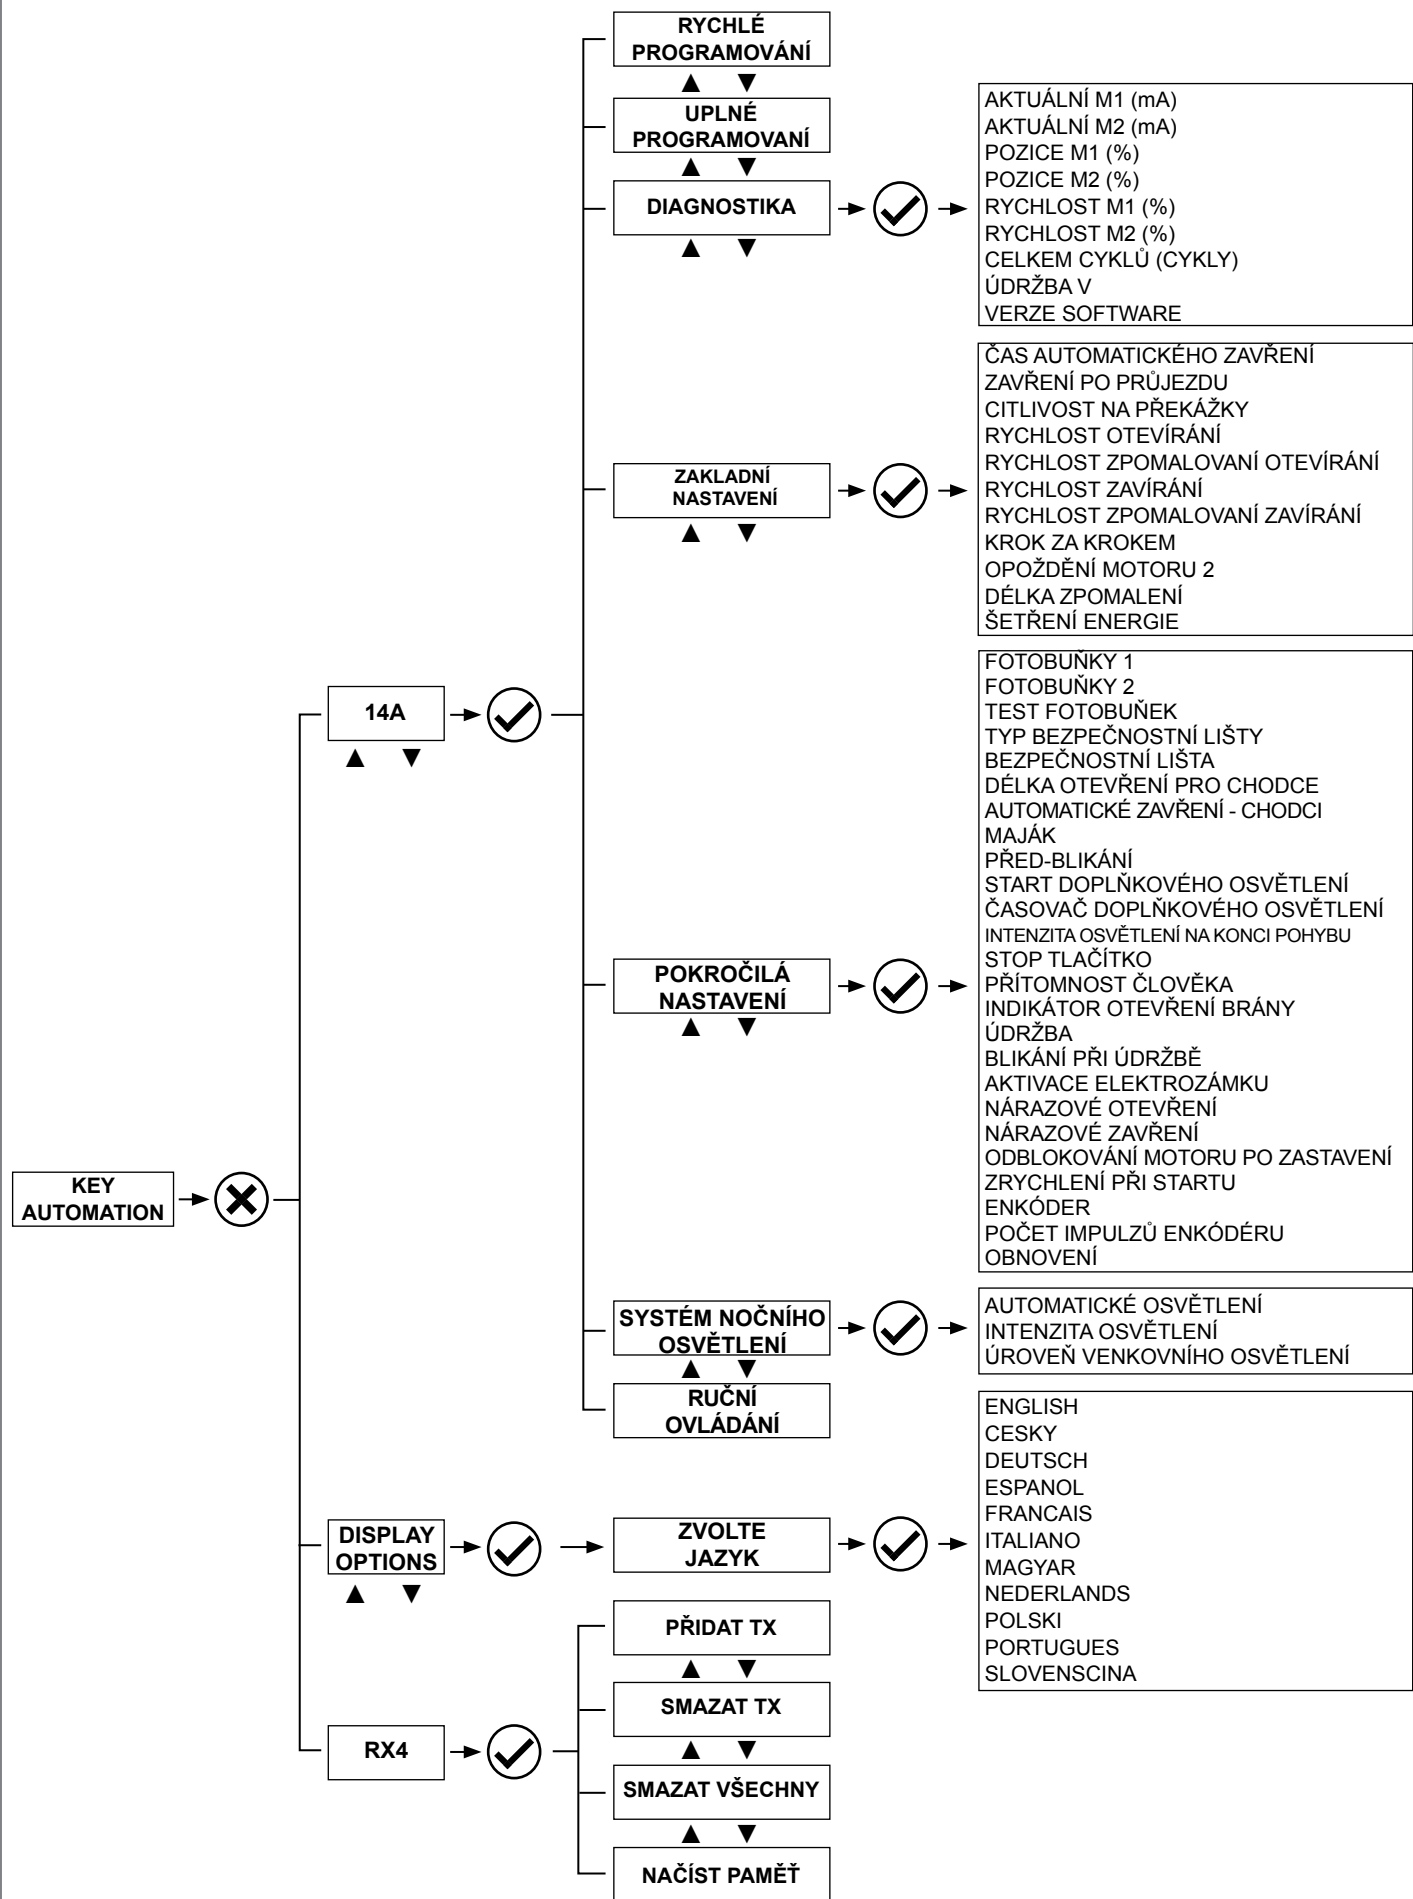 RYCHLÉ
PROGRAMOVÁNÍ
UPLNÉ
PROGRAMOVANÍ
DIAGNOSTIKA
AKTUÁLNÍ M1 (mA)
AKTUÁLNÍ M2 (mA)
POZICE M1 (%)
POZICE M2 (%)
RYCHLOST M1 (%)
RYCHLOST M2 (%)
CELKEM CYKLŮ (CYKLY)
ÚDRŽBA V
VERZE SOFTWARE
ZAKLADNÍ
NASTAVENÍ
ČAS AUTOMATICKÉHO ZAVŘENÍ
ZAVŘENÍ PO PRŮJEZDU
CITLIVOST NA PŘEKÁŽKY
RYCHLOST OTEVÍRÁNÍ
RYCHLOST ZPOMALOVANÍ OTEVÍRÁNÍ
RYCHLOST ZAVÍRÁNÍ
RYCHLOST ZPOMALOVANÍ ZAVÍRÁNÍ
KROK ZA KROKEM
OPOŽDĚNÍ MOTORU 2
DÉLKA ZPOMALENÍ
ŠETŘENÍ ENERGIE
14A
POKROČILÁ
NASTAVENÍ
FOTOBUŇKY 1
FOTOBUŇKY 2
TEST FOTOBUŇEK
TYP BEZPEČNOSTNÍ LIŠTY
BEZPEČNOSTNÍ LIŠTA
DÉLKA OTEVŘENÍ PRO CHODCE
AUTOMATICKÉ ZAVŘENÍ - CHODCI
MAJÁK
PŘED-BLIKÁNÍ
START DOPLŇKOVÉHO OSVĚTLENÍ
ČASOVAČ DOPLŇKOVÉHO OSVĚTLENÍ
INTENZITA OSVĚTLENÍ NA KONCI POHYBU
STOP TLAČÍTKO
PŘÍTOMNOST ČLOVĚKA
INDIKÁTOR OTEVŘENÍ BRÁNY
ÚDRŽBA
BLIKÁNÍ PŘI ÚDRŽBĚ
AKTIVACE ELEKTROZÁMKU
NÁRAZOVÉ OTEVŘENÍ
NÁRAZOVÉ ZAVŘENÍ
ODBLOKOVÁNÍ MOTORU PO ZASTAVENÍ
ZRYCHLENÍ PŘI STARTU
ENKÓDER
POČET IMPULZŮ ENKÓDÉRU
OBNOVENÍ
KEY
AUTOMATION
SYSTÉM NOČNÍHO
OSVĚTLENÍ
AUTOMATICKÉ OSVĚTLENÍ
INTENZITA OSVĚTLENÍ
ÚROVEŇ VENKOVNÍHO OSVĚTLENÍ
RUČNÍ
OVLÁDÁNÍ
DISPLAY
OPTIONS
ZVOLTE
JAZYK
ENGLISH
CESKY
DEUTSCH
ESPANOL
FRANCAIS
ITALIANO
MAGYAR
NEDERLANDS
POLSKI
PORTUGUES
SLOVENSCINA
RX4
PŘIDAT TX
SMAZAT TX
SMAZAT VŠECHNY
NAČÍST PAMĚŤ